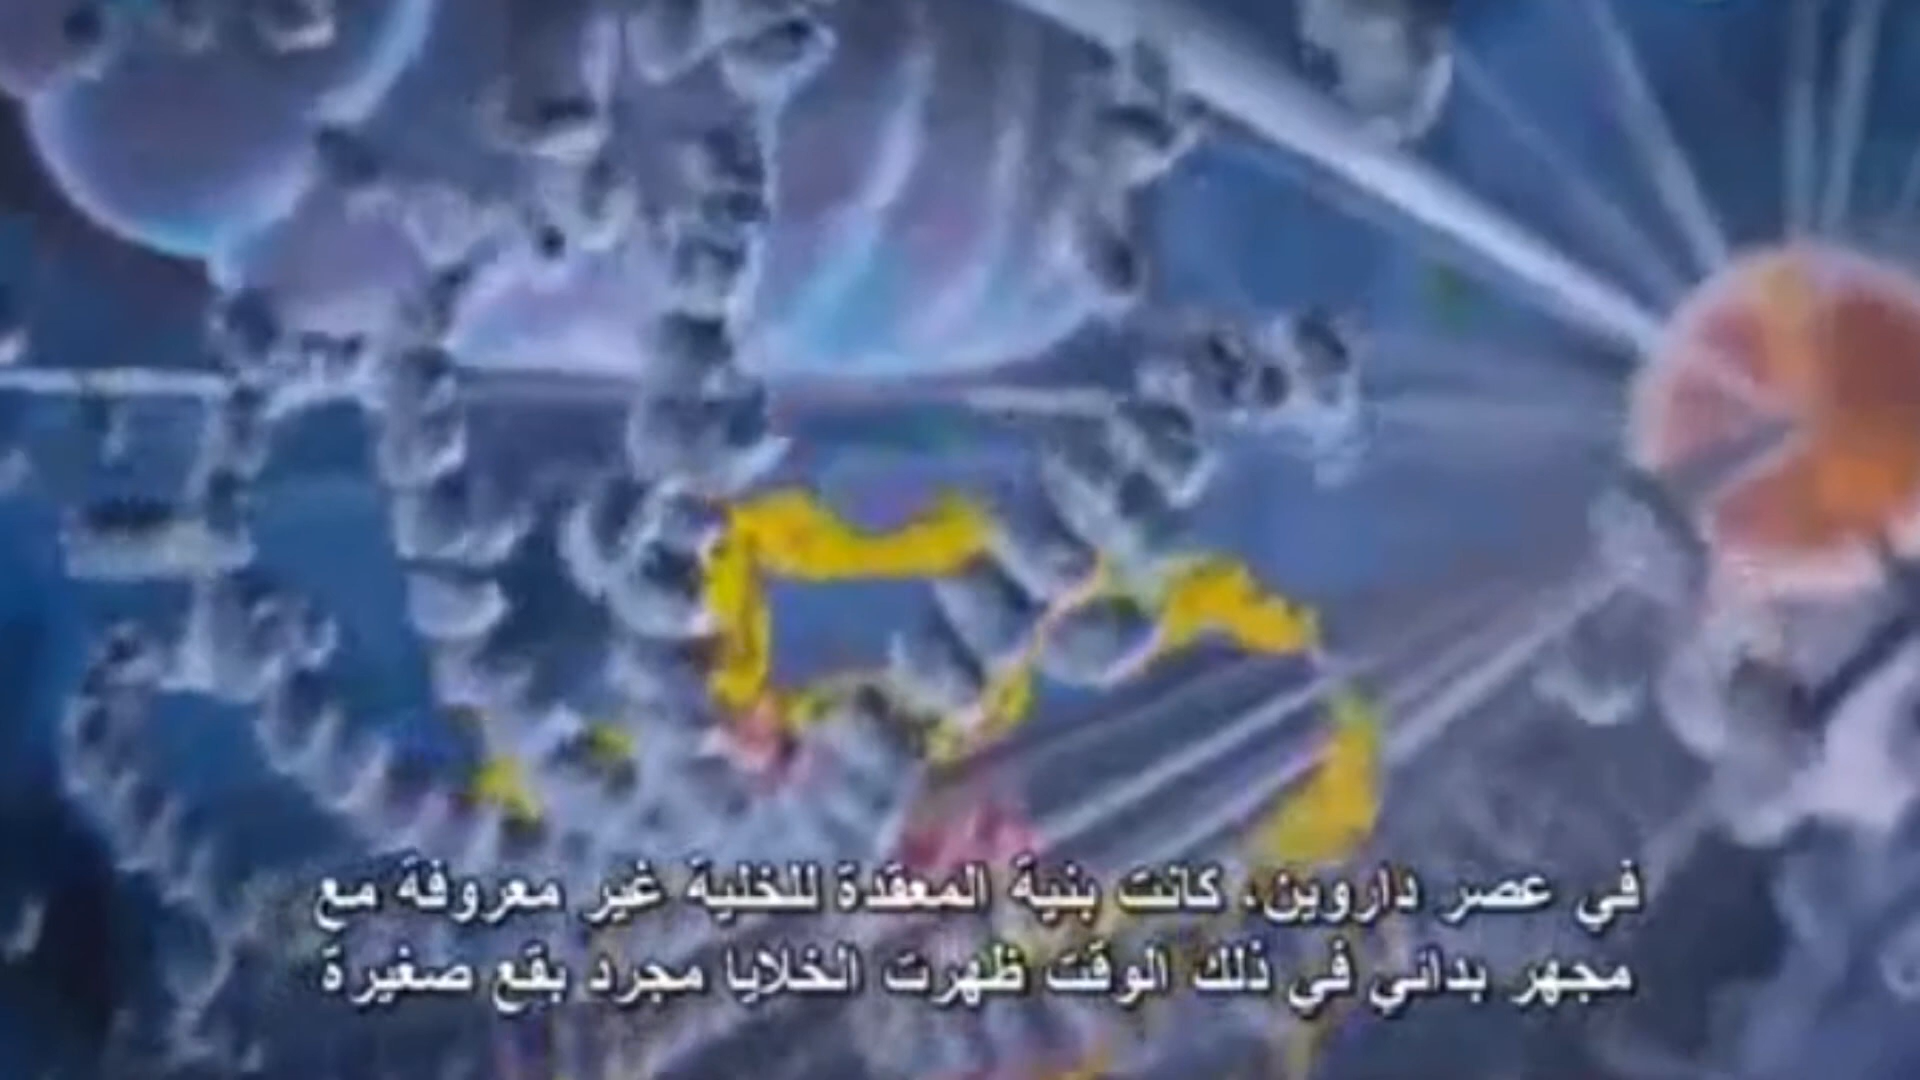 في عصر داروين، كانت بنية المعقدة للخلية غير معروفة مع
مجهر بدائي في ذلك الوقت ظهرت الخلايا مجرد بقع صغيرة